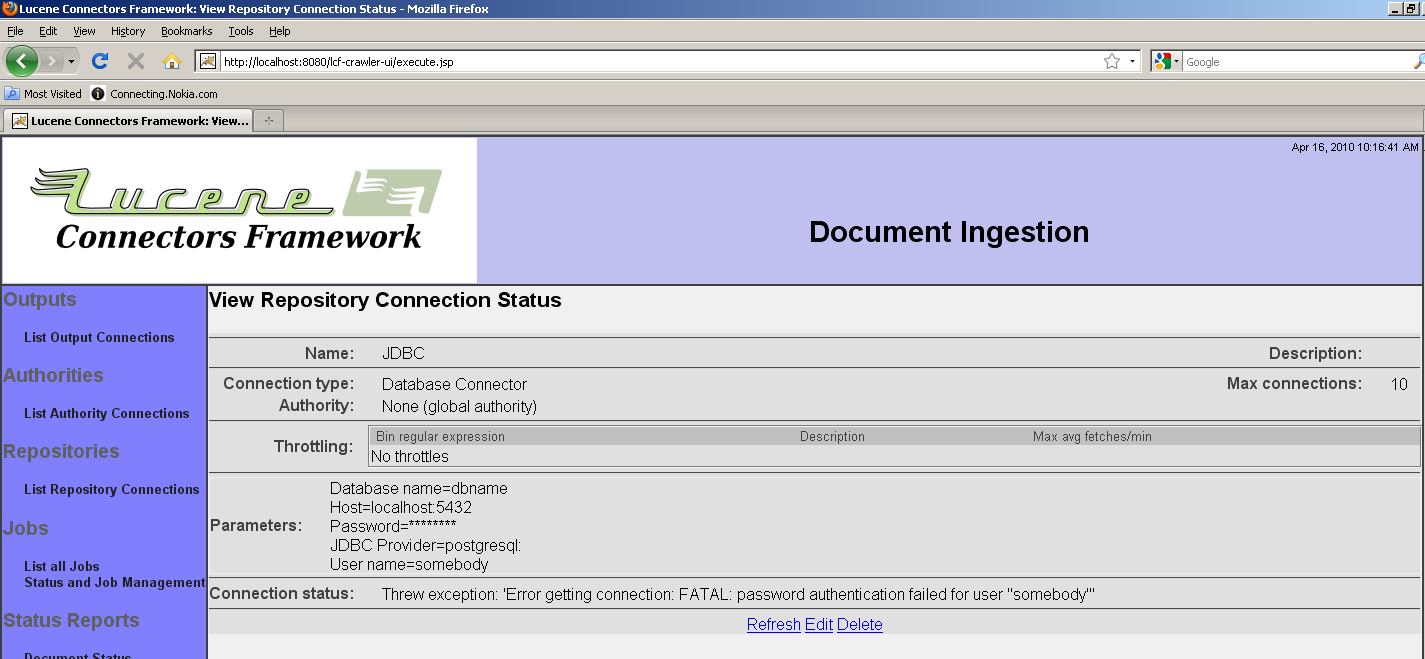 Lucene Connectors Framework: View Repository Connection Status - Mozilla Firefox
File Edit View History Bookmarks Tools Help
http://localhost:8080/lcf-crawler-ui/execute.jsp
Google
Most Visited Connecting.Nokia.com
Lucene Connectors Framework: View...
Apr 16, 2010 10:16:41 AM
Lucene
Connectors Framework
Document Ingestion
Outputs
List Output Connections
Authorities
List Authority Connections
Repositories
List Repository Connections
Jobs
List all Jobs
Status and Job Management
Status Reports
Document Status
View Repository Connection Status
Name: JDBC Description:
Connection type: Database Connector Max connections: 10
Authority: None (global authority)
Throttling: Bin regular expression Description Max avg fetches/min
No throttles
Parameters:
Database name=dbname
Host=localhost:5432
Password=********
JDBC Provider=postgresql:
User name=somebody
Connection status: Threw exception: 'Error getting connection: FATAL: password authentication failed for user "somebody"'
Refresh Edit Delete